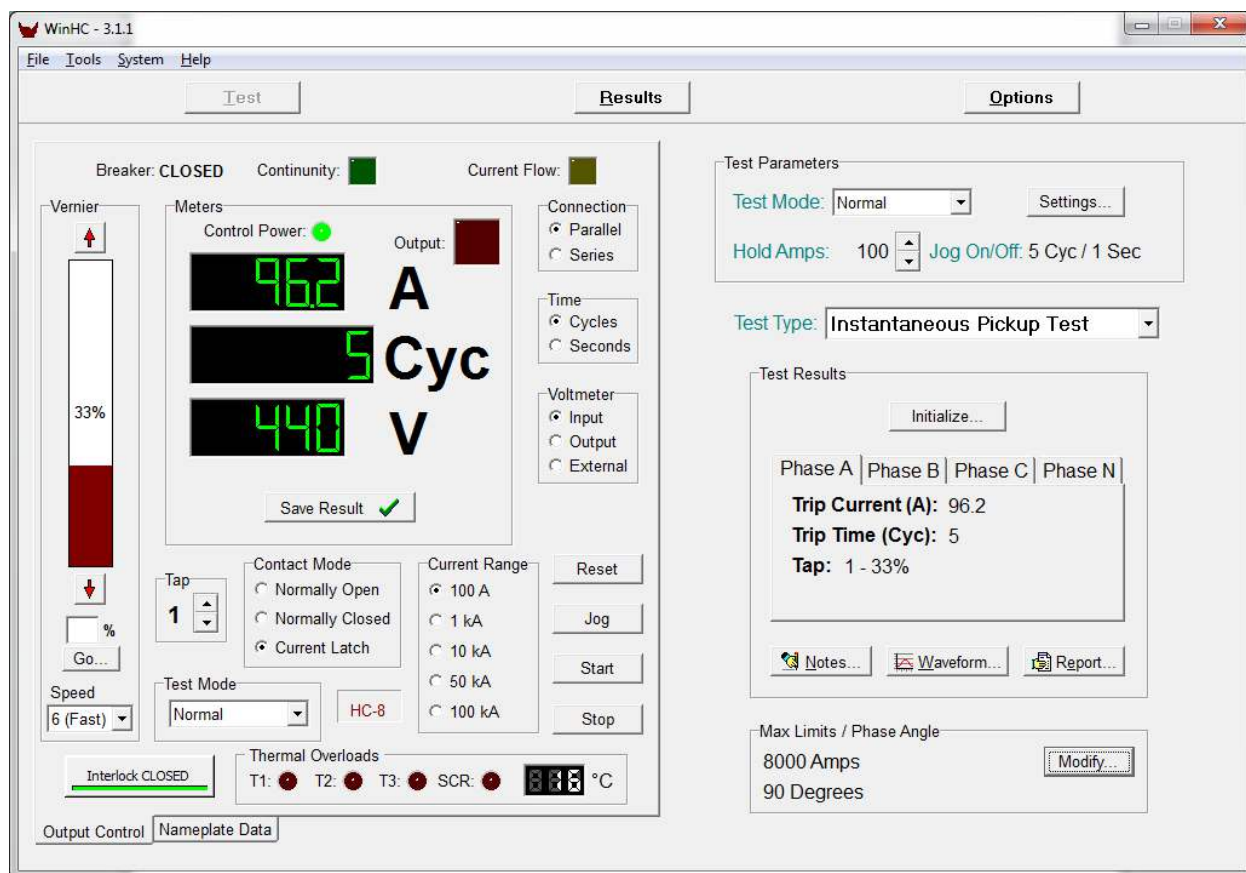 WinHC - 3.1.1
File Tools System Help
Test Results Options
Breaker: CLOSED Continunity: Current Flow:
Vernier
33%
%
Go...
Speed
6 (Fast)
Meters
Control Power: Output:
96.2 A
5 Cyc
440 V
Save Result
Connection
Parallel
Series
Time
Cycles
Seconds
Voltmeter
Input
Output
External
Tap
1
Contact Mode
Normally Open
Normally Closed
Current Latch
Test Mode
Normal
HC-8
Current Range
100 A
1 kA
10 kA
50 kA
100 kA
Reset
Jog
Start
Stop
Interlock CLOSED
Thermal Overloads
T1: T2: T3: SCR: 18 °C
Output Control Nameplate Data
Test Parameters
Test Mode: Normal Settings...
Hold Amps: 100 Jog On/Off: 5 Cyc / 1 Sec
Test Type: Instantaneous Pickup Test
Test Results
Initialize...
Phase A Phase B Phase C Phase N
Trip Current (A): 96.2
Trip Time (Cyc): 5
Tap: 1 - 33%
Notes... Waveform... Report...
Max Limits / Phase Angle
8000 Amps
90 Degrees
Modify...